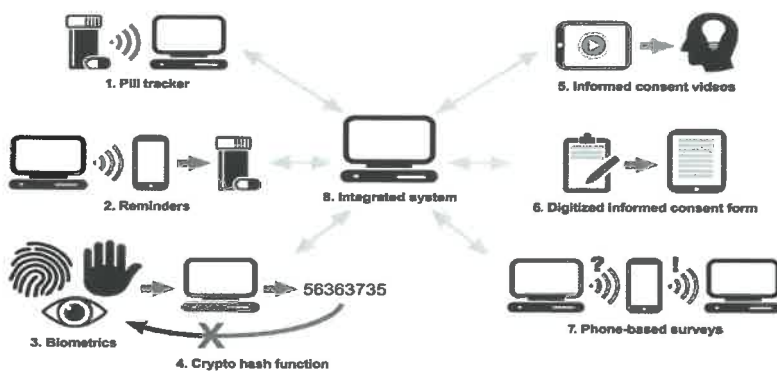 1. Pill tracker
5. Informed consent videos
2. Reminders
8. Integrated system
6. Digitized informed consent form
56363735
? !
3. Biometrics
4. Crypto hash function
7. Phone-based surveys